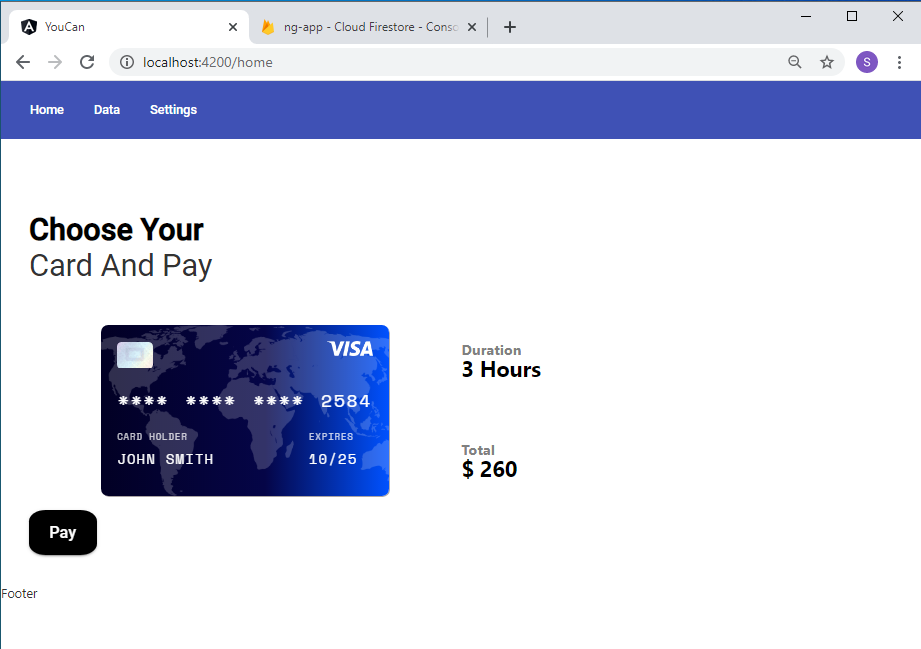 YouCan
ng-app - Cloud Firestore - Conso
localhost:4200/home
S
Home Data Settings
Choose Your
Card And Pay
VISA
**** **** **** 2584
CARD HOLDER EXPIRES
JOHN SMITH 10/25
Duration
3 Hours
Total
$ 260
Pay
Footer